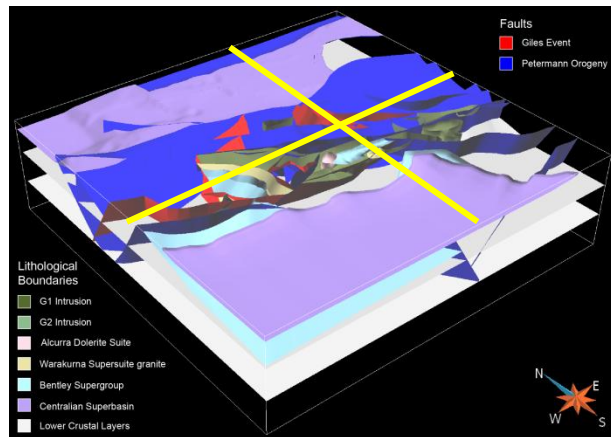 Faults
Giles Event
Petermann Orogeny
Lithological
Boundaries
G1 Intrusion
G2 Intrusion
Alcurra Dolerite Suite
Warakurna Supersuite granite
Bentley Supergroup
Centralian Superbasin
Lower Crustal Layers
N
E
W
S